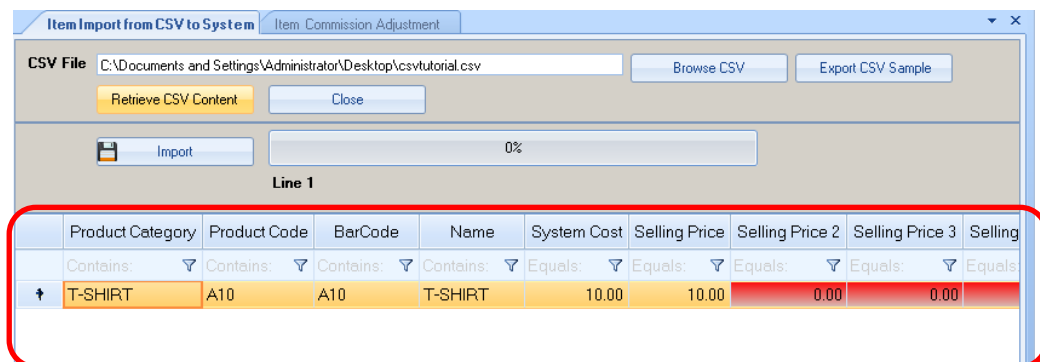 Item Import from CSV to System Item Commission Adjustment
CSV File C:\Documents and Settings\Administrator\Desktop\csvtutorial.csv Browse CSV Export CSV Sample
Retrieve CSV Content Close
Import 0%
Line 1
Product Category Product Code BarCode Name System Cost Selling Price Selling Price 2 Selling Price 3 Selling
Contains: Contains: Contains: Contains: Equals: Equals: Equals: Equals: Equals:
T-SHIRT A10 A10 T-SHIRT 10.00 10.00 0.00 0.00